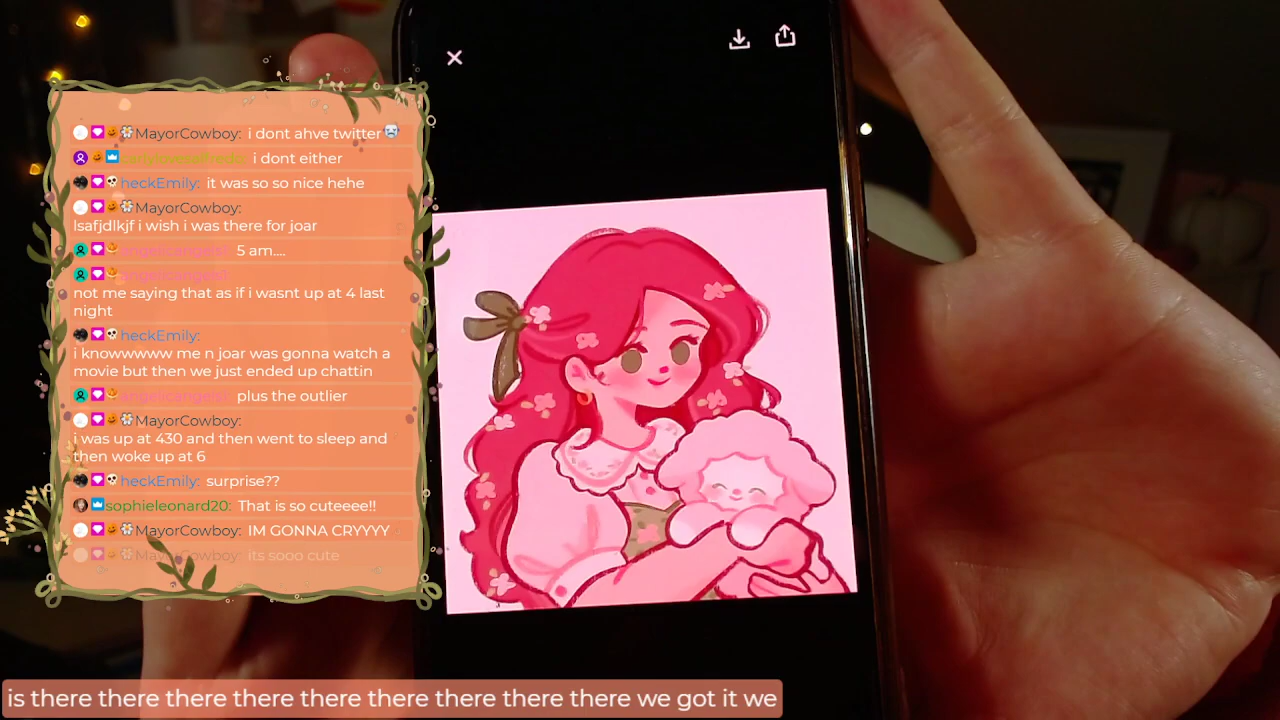 MayorCowboy: i dont ahve twitter
i dont either
heckEmily: it was so so nice hehe
MayorCowboy:
lsafjdlkjf i wish i was there for joar
5 am....
not me saying that as if i wasnt up at 4 last
night
heckEmily:
i knowwwww me n joar was gonna watch a
movie but then we just ended up chattin
plus the outlier
MayorCowboy:
i was up at 430 and then went to sleep and
then woke up at 6
heckEmily: surprise??
sophieleonard20: That is so cuteeee!!
MayorCowboy: IM GONNA CRYYYY
MayorCowboy: its sooo cute
is there there there there there there there there there we got it we